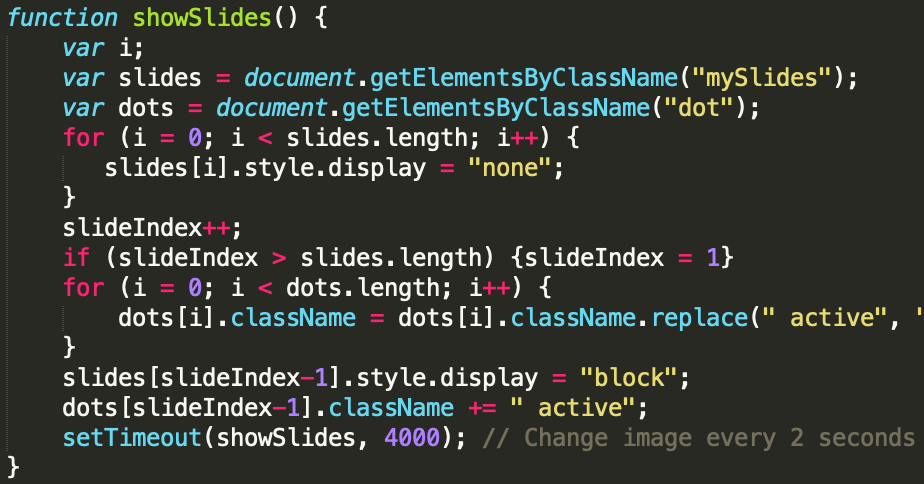 function showSlides() {
    var i;
    var slides = document.getElementsByClassName("mySlides");
    var dots = document.getElementsByClassName("dot");
    for (i = 0; i < slides.length; i++) {
       slides[i].style.display = "none";
    }
    slideIndex++;
    if (slideIndex > slides.length) {slideIndex = 1}
    for (i = 0; i < dots.length; i++) {
        dots[i].className = dots[i].className.replace(" active", "
    }
    slides[slideIndex-1].style.display = "block";
    dots[slideIndex-1].className += " active";
    setTimeout(showSlides, 4000); // Change image every 2 seconds
}